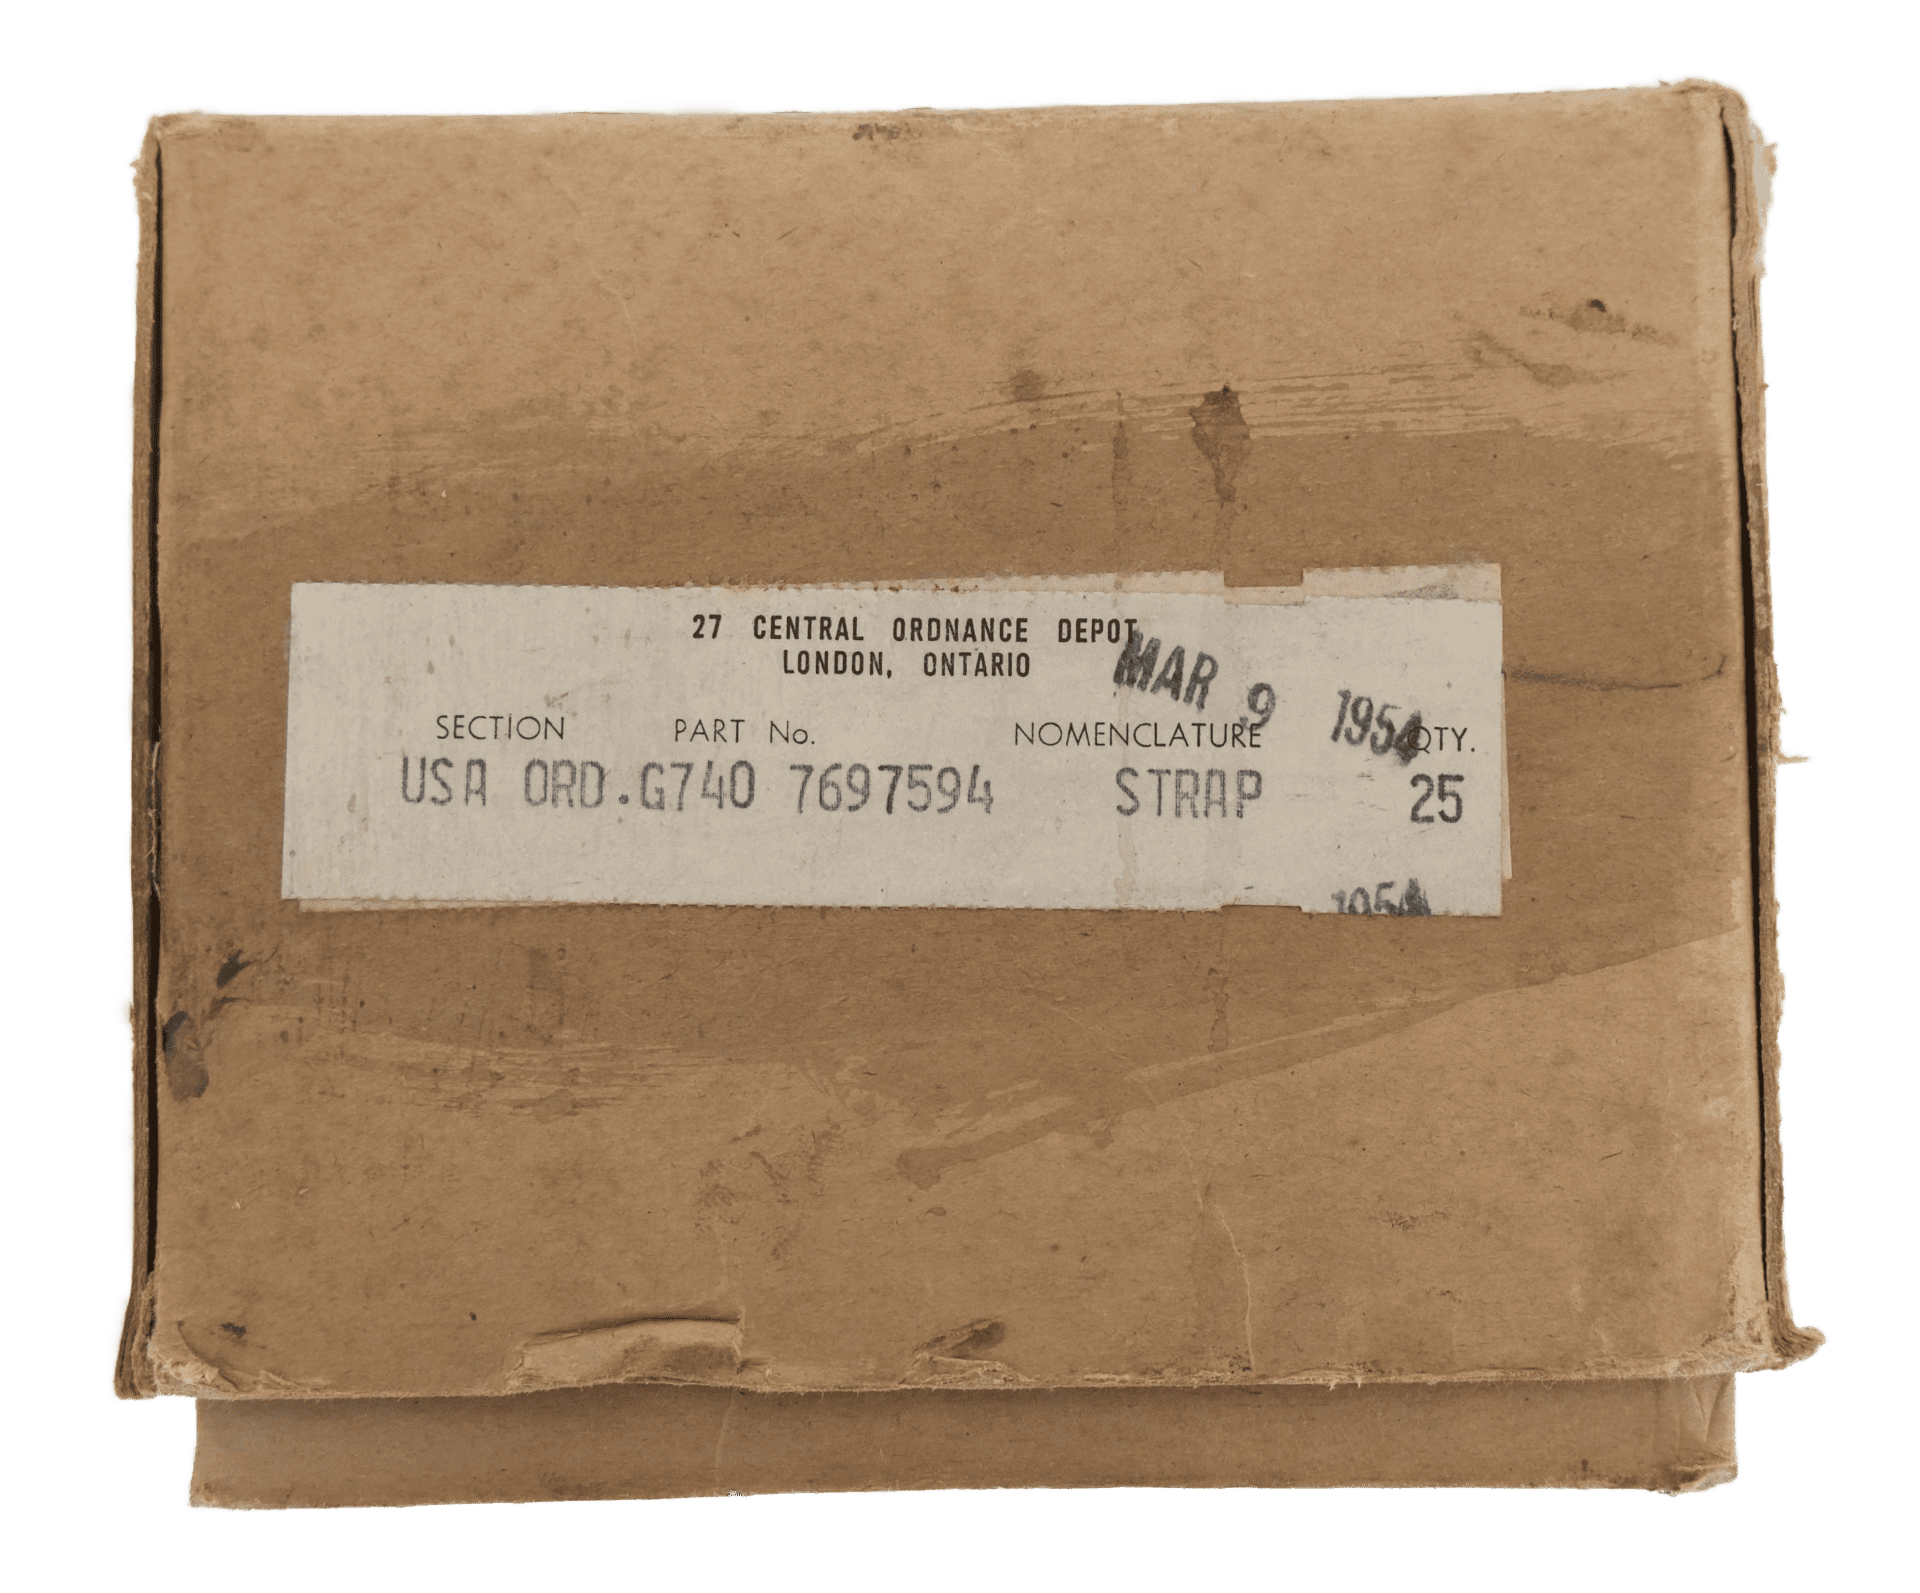 27 CENTRAL ORDNANCE DEPOT
LONDON, ONTARIO
MAR 9 1954
SECTION PART No. NOMENCLATURE QTY.
USA ORD.G740 7697594 STRAP 25
1954